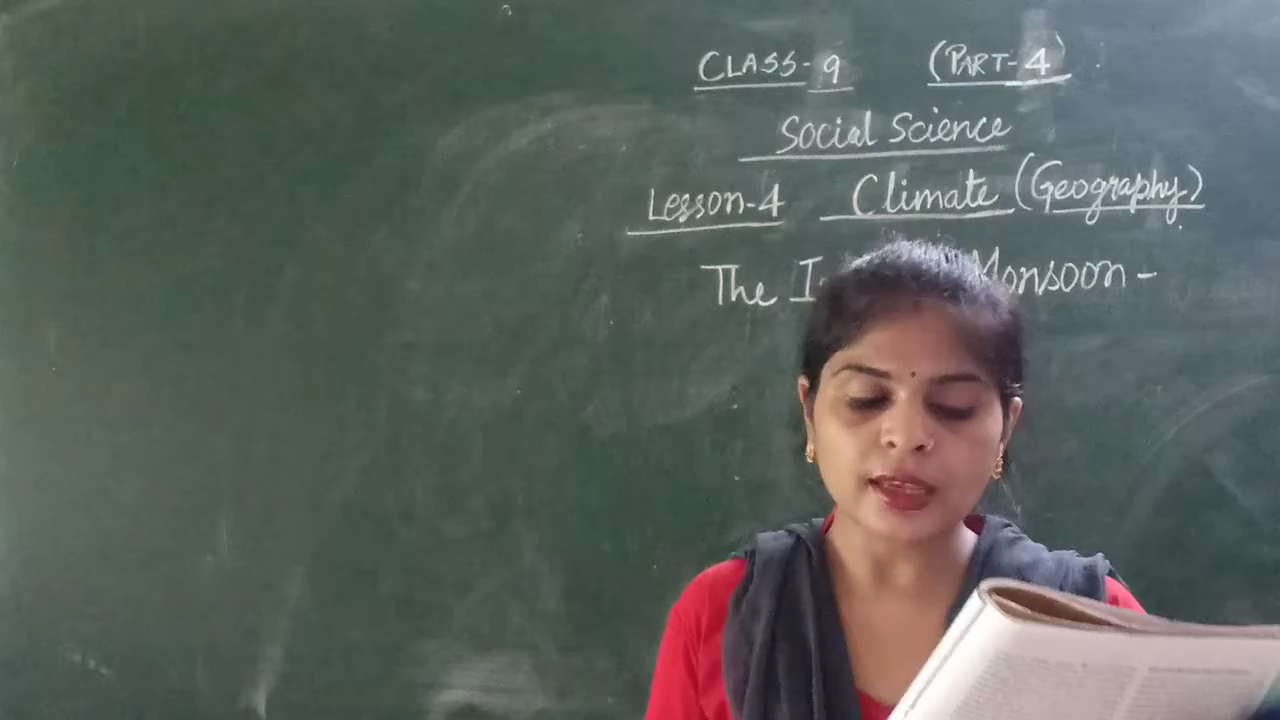 CLASS-9 (PART-4)
Social Science
Lesson-4 Climate (Geography)
The Monsoon-